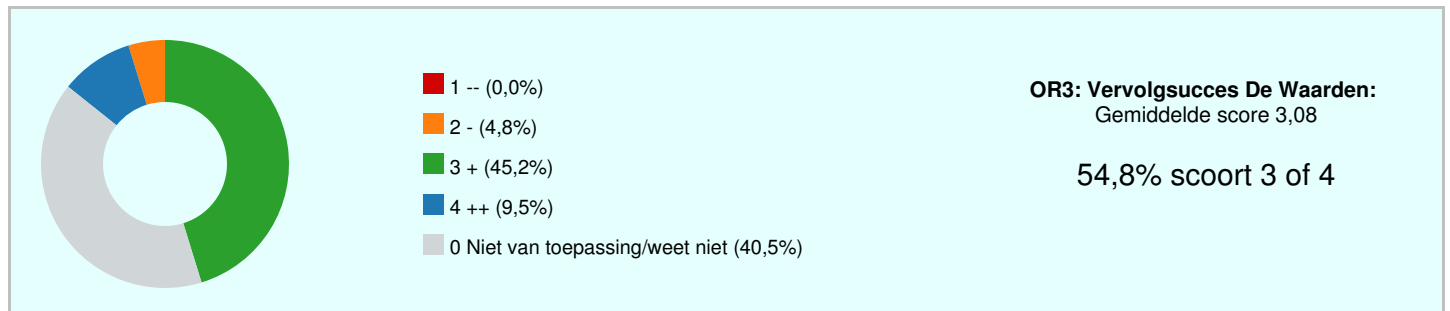 1 -- (0,0%)
2 - (4,8%)
3 + (45,2%)
4 ++ (9,5%)
0 Niet van toepassing/weet niet (40,5%)
OR3: Vervolgsucces De Waarden:
Gemiddelde score 3,08
54,8% scoort 3 of 4